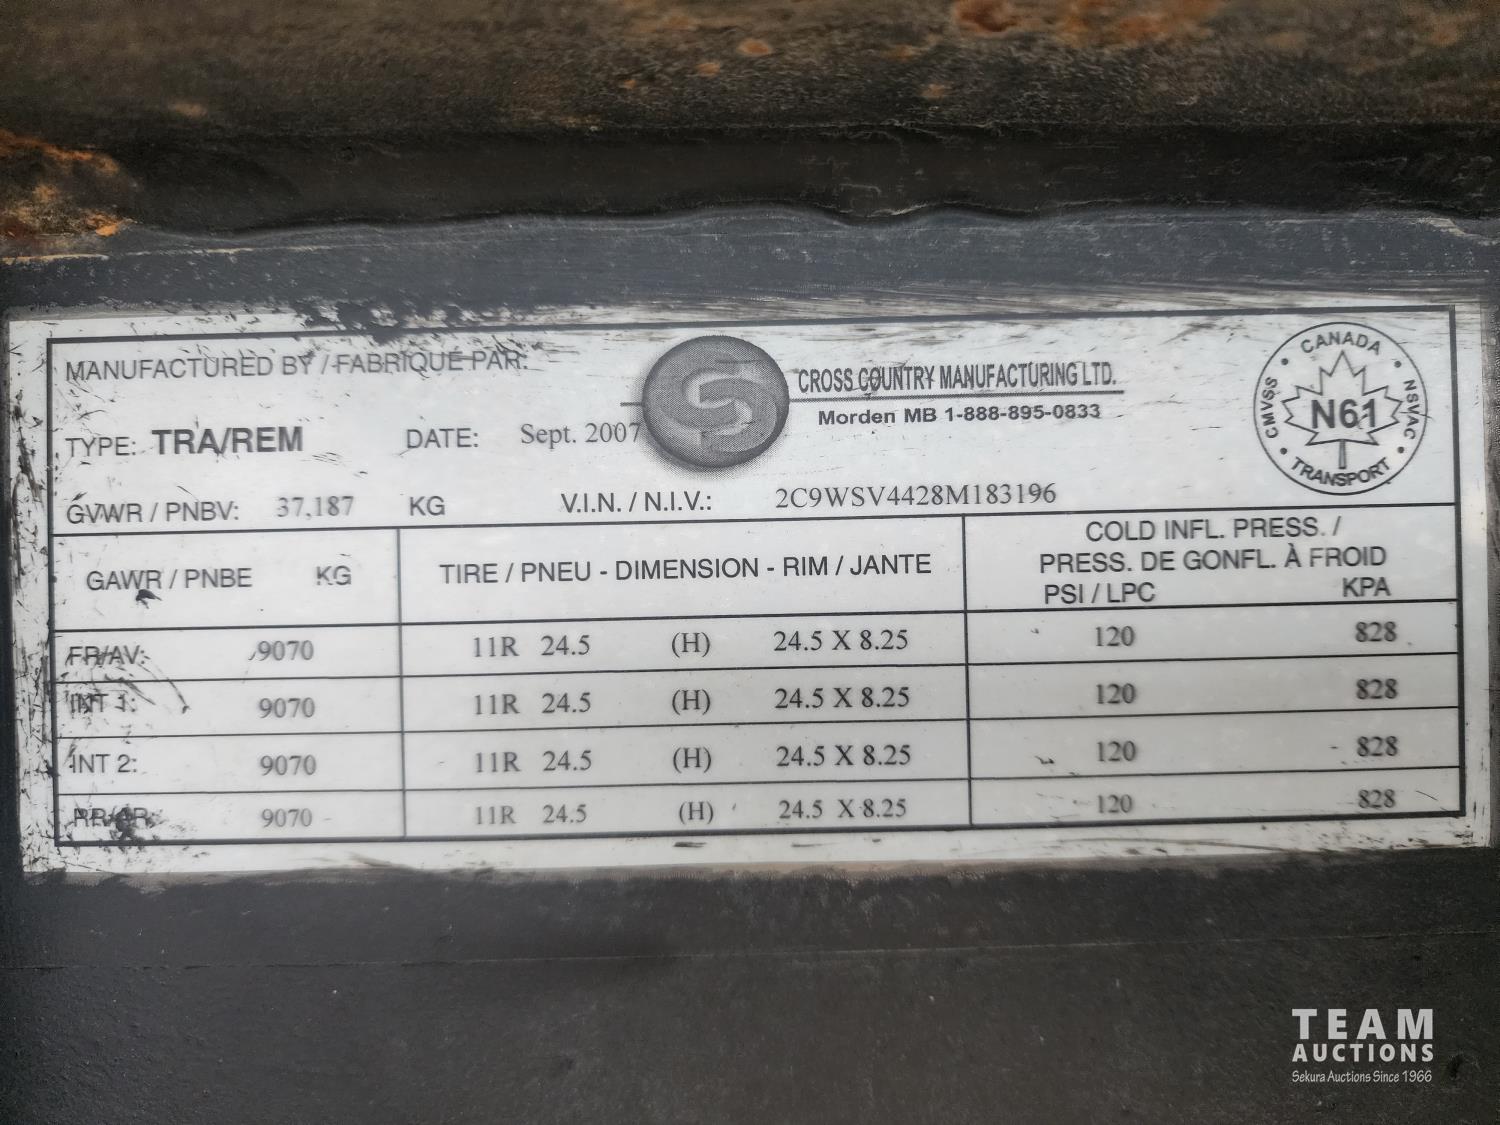 MANUFACTURED BY / FABRIQUÉ PAR:
CROSS COUNTRY MANUFACTURING LTD.
Morden MB 1-888-895-0833
CANADA
CMVSS
N61
NSVAC
TRANSPORT
TYPE: TRA/REM DATE: Sept. 2007
GVWR / PNBV: 37,187 KG V.I.N. / N.I.V.: 2C9WSV4428M183196
GAWR / PNBE KG TIRE / PNEU - DIMENSION - RIM / JANTE COLD INFL. PRESS. /
PRESS. DE GONFL. À FROID
PSI / LPC KPA
FR/AV: 9070 11R 24.5 (H) 24.5 X 8.25 120 828
INT 1: 9070 11R 24.5 (H) 24.5 X 8.25 120 828
INT 2: 9070 11R 24.5 (H) 24.5 X 8.25 120 828
RR/AR: 9070 11R 24.5 (H) 24.5 X 8.25 120 828
TEAM
AUCTIONS
Sekura Auctions Since 1966